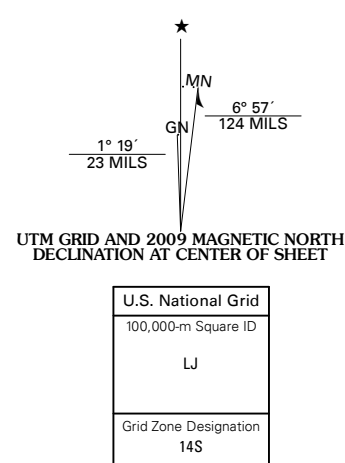 ★
MN
GN
6° 57´
124 MILS
1° 19´
23 MILS
UTM GRID AND 2009 MAGNETIC NORTH
DECLINATION AT CENTER OF SHEET
U.S. National Grid
100,000-m Square ID
LJ
Grid Zone Designation
14S